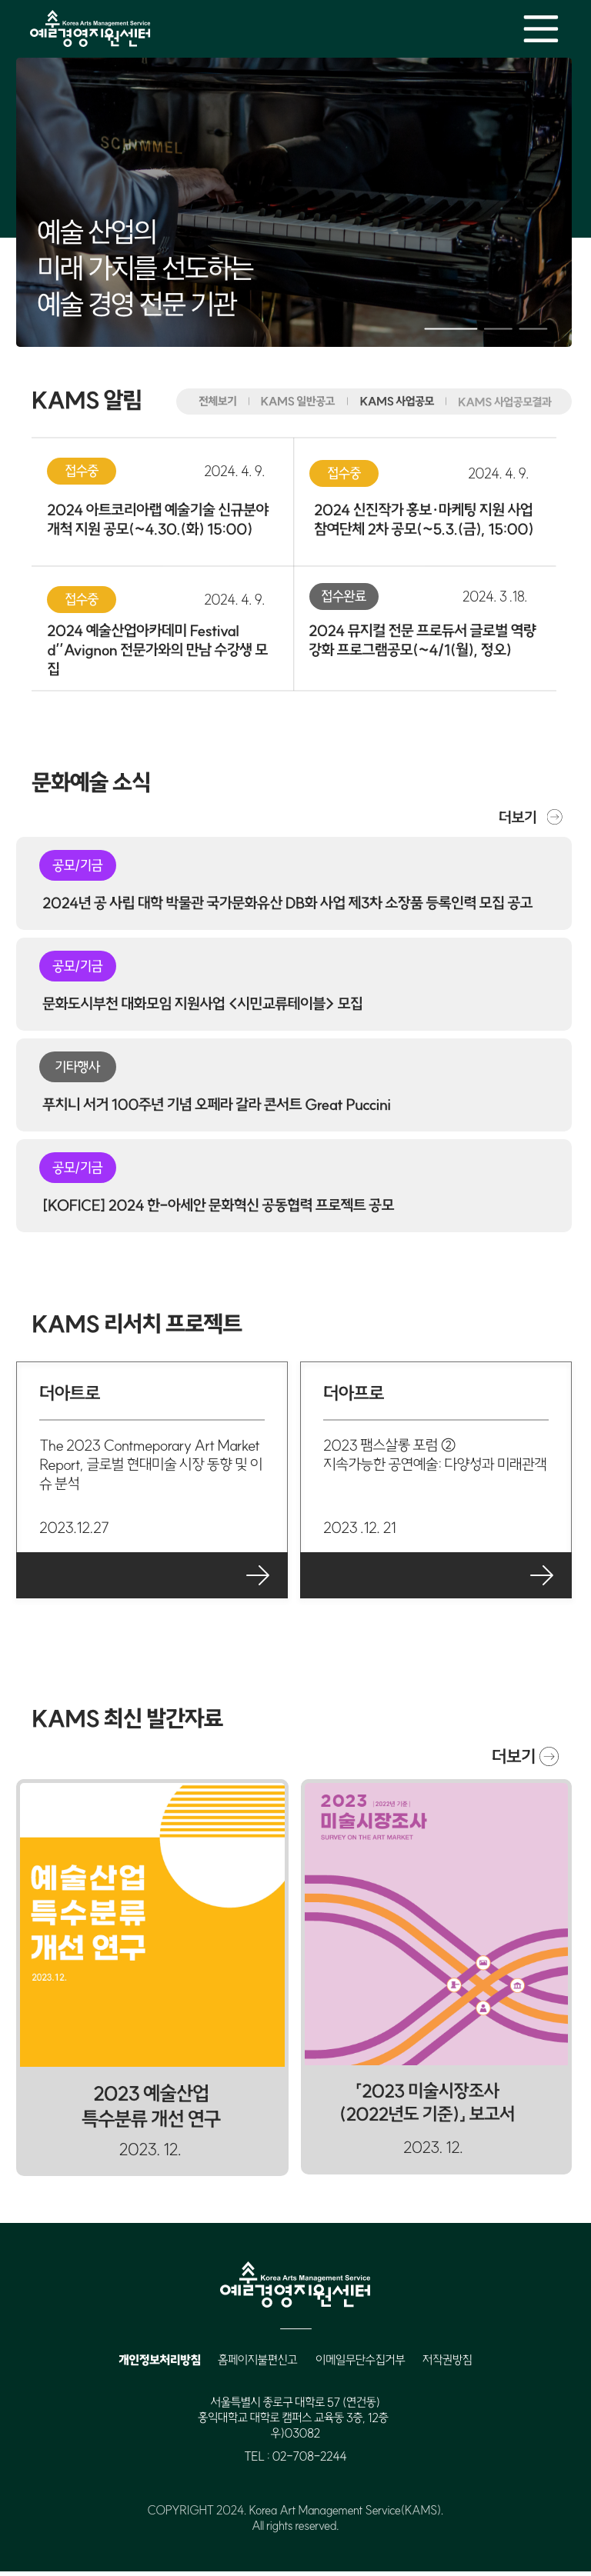 Korea Arts Management Service
예술경영지원센터
SCHIMMEL
예술 산업의
미래 가치를 선도하는
예술 경영 전문 기관
KAMS 알림
전체보기 | KAMS 일반공고 | KAMS 사업공모 | KAMS 사업공모결과
접수중 2024. 4. 9.
2024 아트코리아랩 예술기술 신규분야
개척 지원 공모(~4.30.(화) 15:00)
접수중 2024. 4. 9.
2024 신진작가 홍보·마케팅 지원 사업
참여단체 2차 공모(~5.3.(금), 15:00)
접수중 2024. 4. 9.
2024 예술산업아카데미 Festival
d’’Avignon 전문가와의 만남 수강생 모
집
접수완료 2024. 3 .18.
2024 뮤지컬 전문 프로듀서 글로벌 역량
강화 프로그램공모(~4/1(월), 정오)
문화예술 소식
더보기
공모/기금
2024년 공 사립 대학 박물관 국가문화유산 DB화 사업 제3차 소장품 등록인력 모집 공고
공모/기금
문화도시부천 대화모임 지원사업 <시민교류테이블> 모집
기타행사
푸치니 서거 100주년 기념 오페라 갈라 콘서트 Great Puccini
공모/기금
[KOFICE] 2024 한-아세안 문화혁신 공동협력 프로젝트 공모
KAMS 리서치 프로젝트
더아트로
The 2023 Contmeporary Art Market
Report, 글로벌 현대미술 시장 동향 및 이
슈 분석
2023.12.27
더아프로
2023 팸스살롱 포럼 ②
지속가능한 공연예술: 다양성과 미래관객
2023 .12. 21
KAMS 최신 발간자료
더보기
예술산업
특수분류
개선 연구
2023.12.
2023 예술산업
특수분류 개선 연구
2023. 12.
2023 [2022년 기준]
미술시장조사
SURVEY ON THE ART MARKET
「2023 미술시장조사
(2022년도 기준)」 보고서
2023. 12.
Korea Arts Management Service
예술경영지원센터
개인정보처리방침 홈페이지불편신고 이메일무단수집거부 저작권방침
서울특별시 종로구 대학로 57 (연건동)
홍익대학교 대학로 캠퍼스 교육동 3층, 12층
우)03082
TEL : 02-708-2244
COPYRIGHT 2024. Korea Art Management Service(KAMS).
All rights reserved.